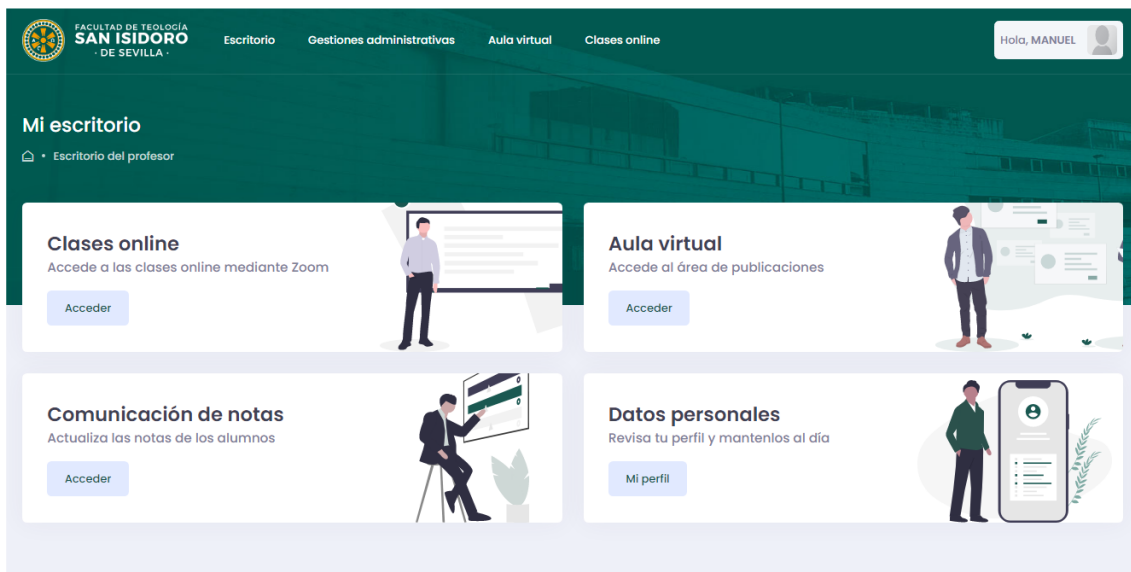 FACULTAD DE TEOLOGÍA
SAN ISIDORO
· DE SEVILLA ·
Escritorio
Gestiones administrativas
Aula virtual
Clases online
Hola, MANUEL
Mi escritorio
• Escritorio del profesor
Clases online
Accede a las clases online mediante Zoom
Acceder
Aula virtual
Accede al área de publicaciones
Acceder
Comunicación de notas
Actualiza las notas de los alumnos
Acceder
Datos personales
Revisa tu perfil y mantenlos al día
Mi perfil